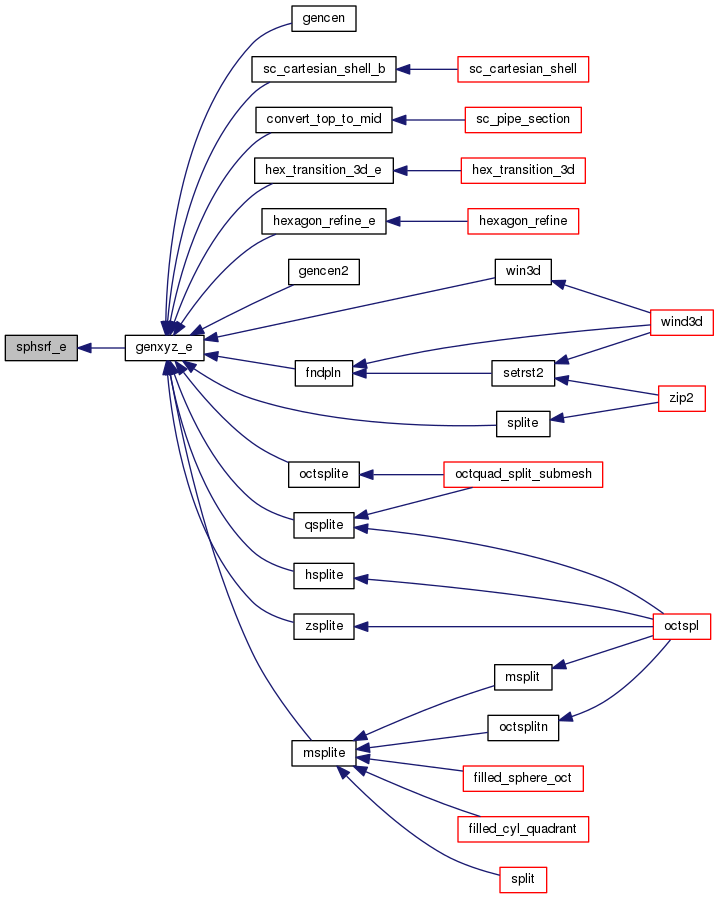 gencen
sc_cartesian_shell_b
sc_cartesian_shell
convert_top_to_mid
sc_pipe_section
hex_transition_3d_e
hex_transition_3d
hexagon_refine_e
hexagon_refine
gencen2
win3d
wind3d
sphsrf_e
genxyz_e
fndpln
setrst2
zip2
splite
octsplite
octquad_split_submesh
qsplite
hsplite
zsplite
octspl
msplit
octsplitn
msplite
filled_sphere_oct
filled_cyl_quadrant
split